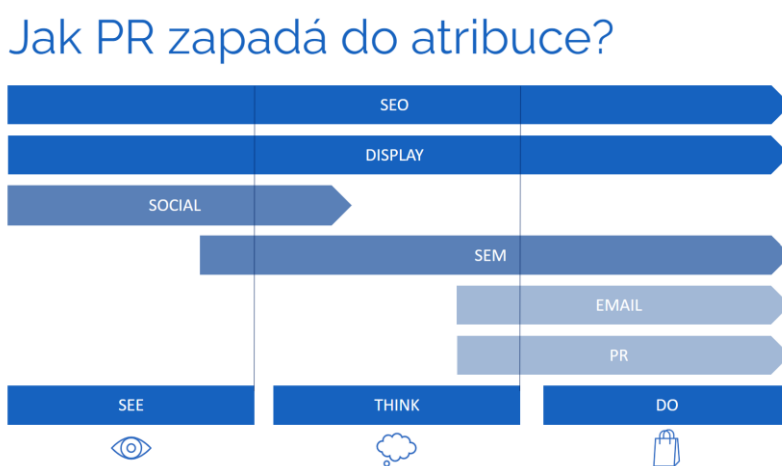 Jak PR zapadá do atribuce?
SEO
DISPLAY
SOCIAL
SEM
EMAIL
PR
SEE
THINK
DO